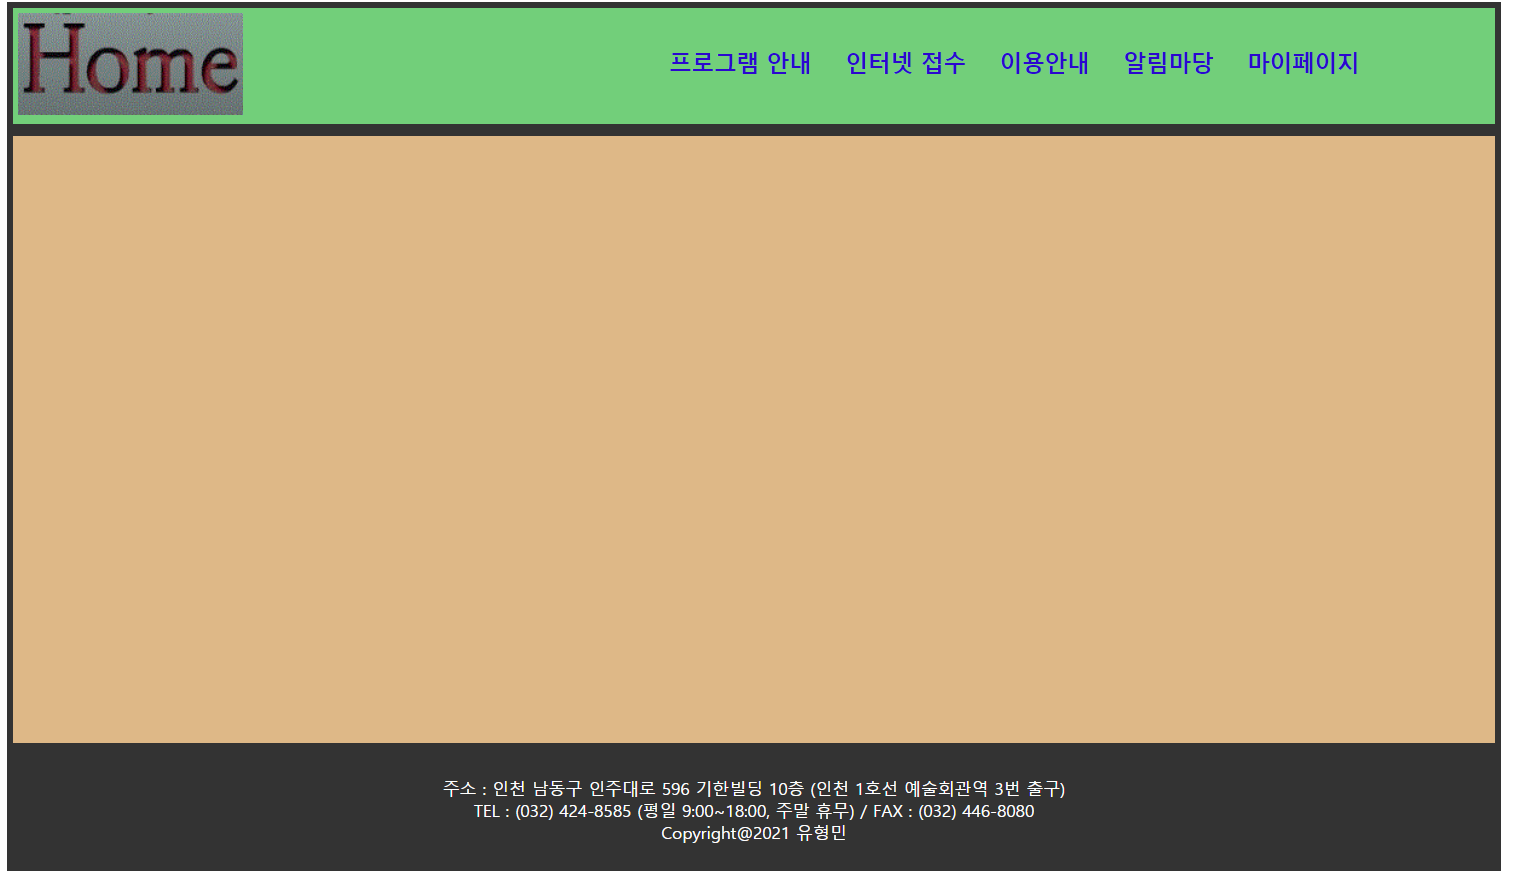 Home
프로그램 안내 인터넷 접수 이용안내 알림마당 마이페이지
주소 : 인천 남동구 인주대로 596 기한빌딩 10층 (인천 1호선 예술회관역 3번 출구)
TEL : (032) 424-8585 (평일 9:00~18:00, 주말 휴무) / FAX : (032) 446-8080
Copyright@2021 유형민